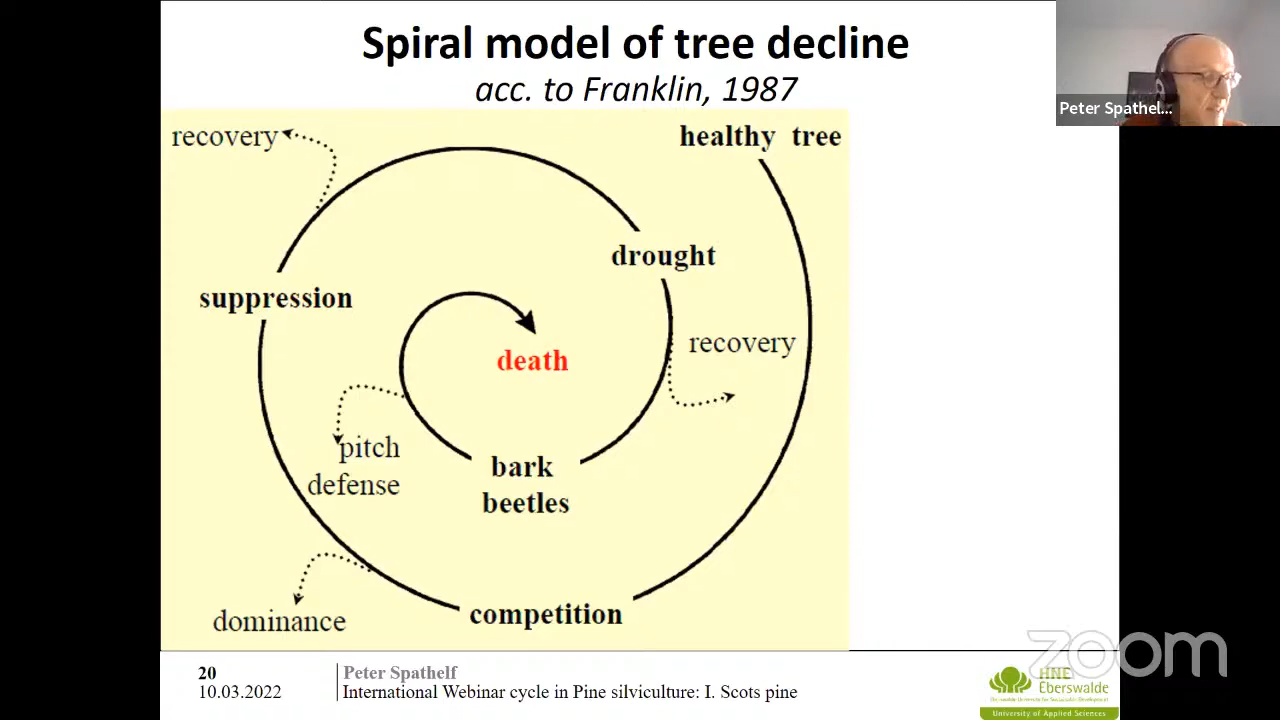 Spiral model of tree decline
acc. to Franklin, 1987
Peter Spathel...
recovery
healthy tree
drought
suppression
recovery
death
pitch
defense
bark
beetles
dominance
competition
20
Peter Spathelf
10.03.2022
International Webinar cycle in Pine silviculture: I. Scots pine
zoom
HNE
Eberswalde
University of Applied Sciences